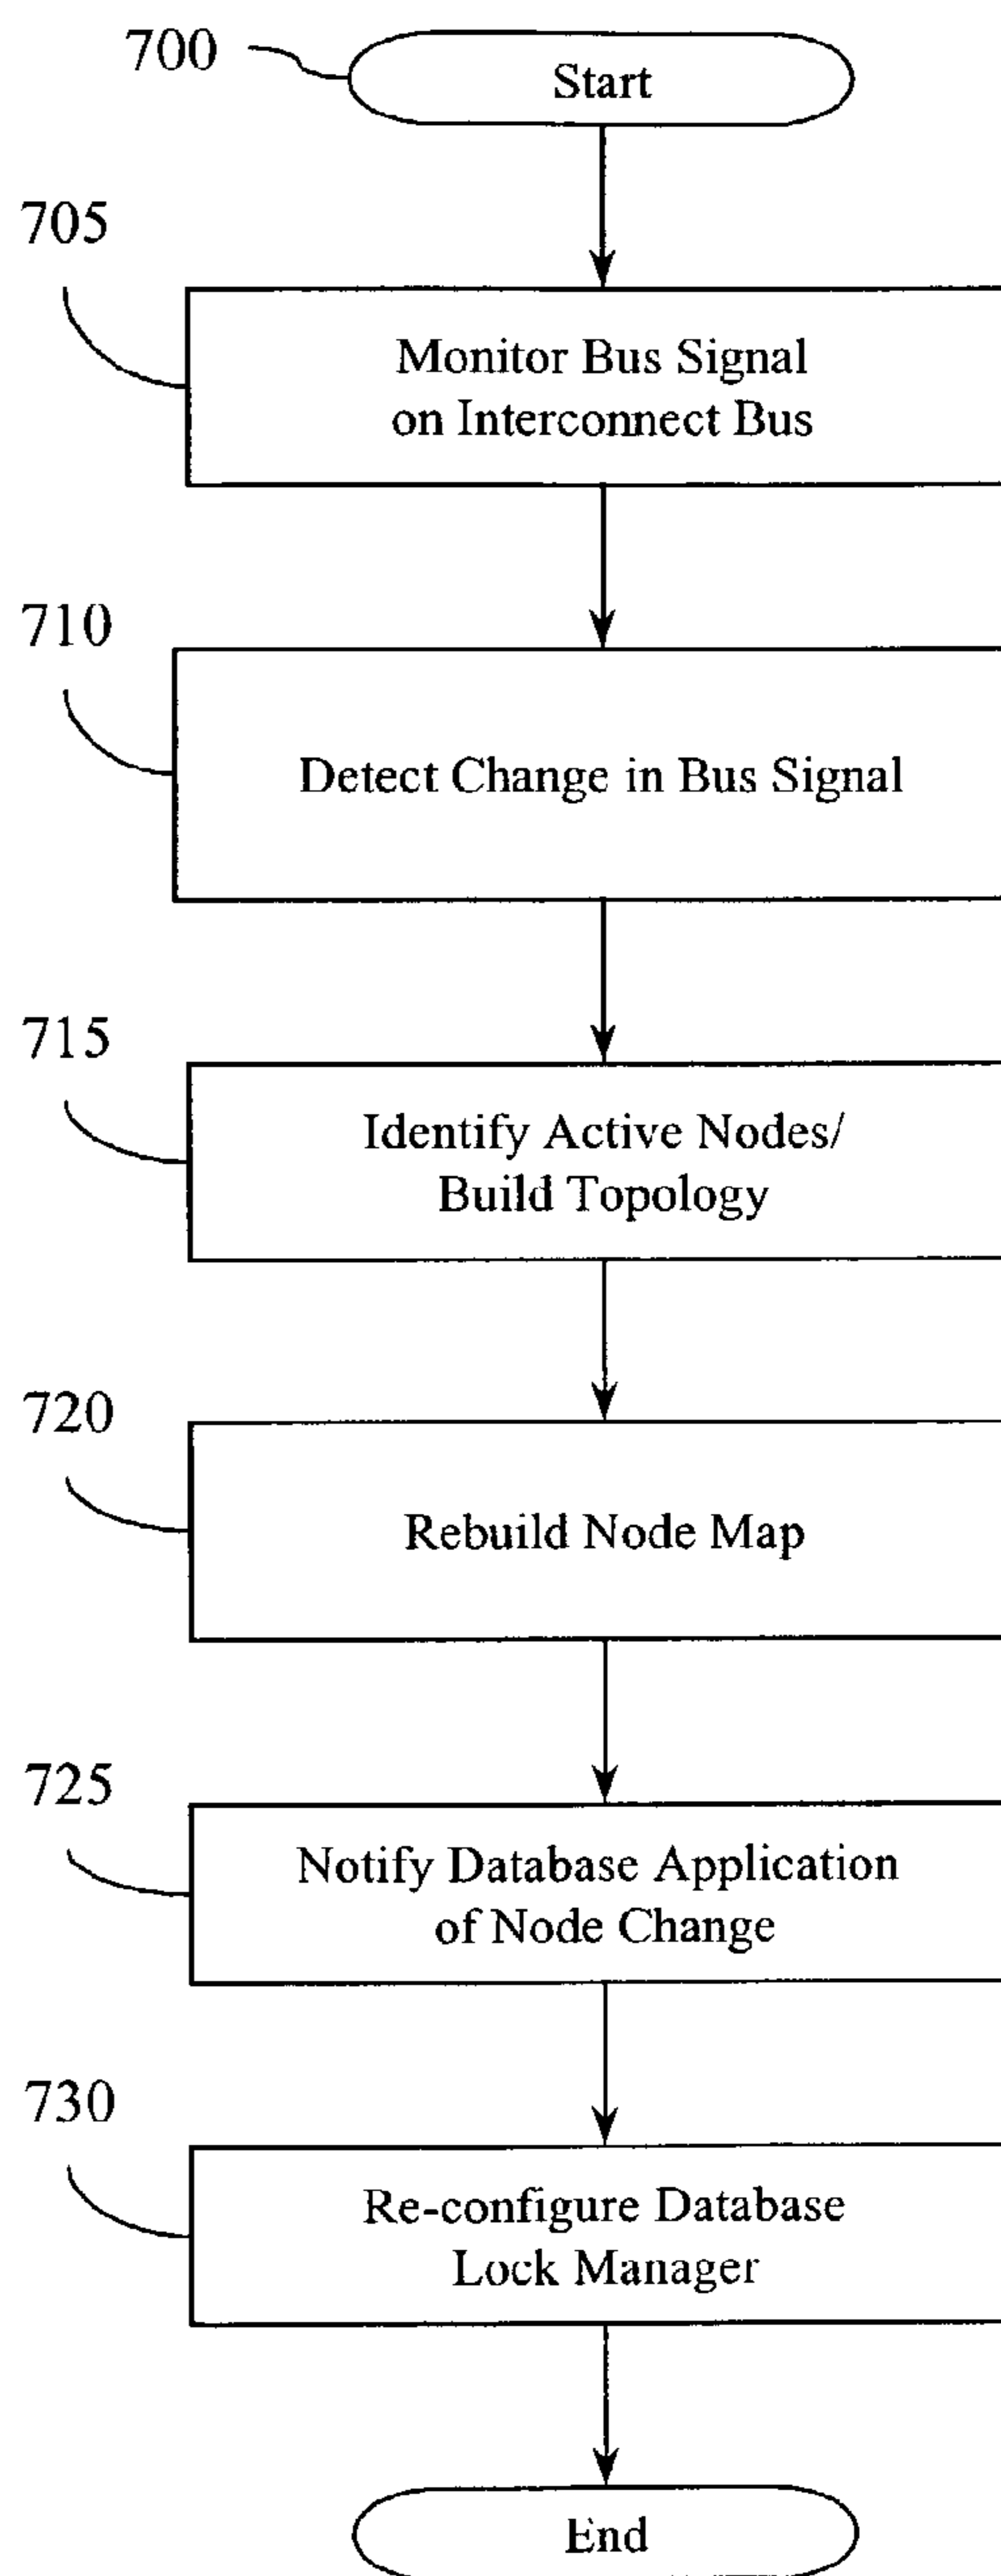 700
Start
705
Monitor Bus Signal
on Interconnect Bus
710
Detect Change in Bus Signal
715
Identify Active Nodes/
Build Topology
720
Rebuild Node Map
725
Notify Database Application
of Node Change
730
Re-configure Database
Lock Manager
End